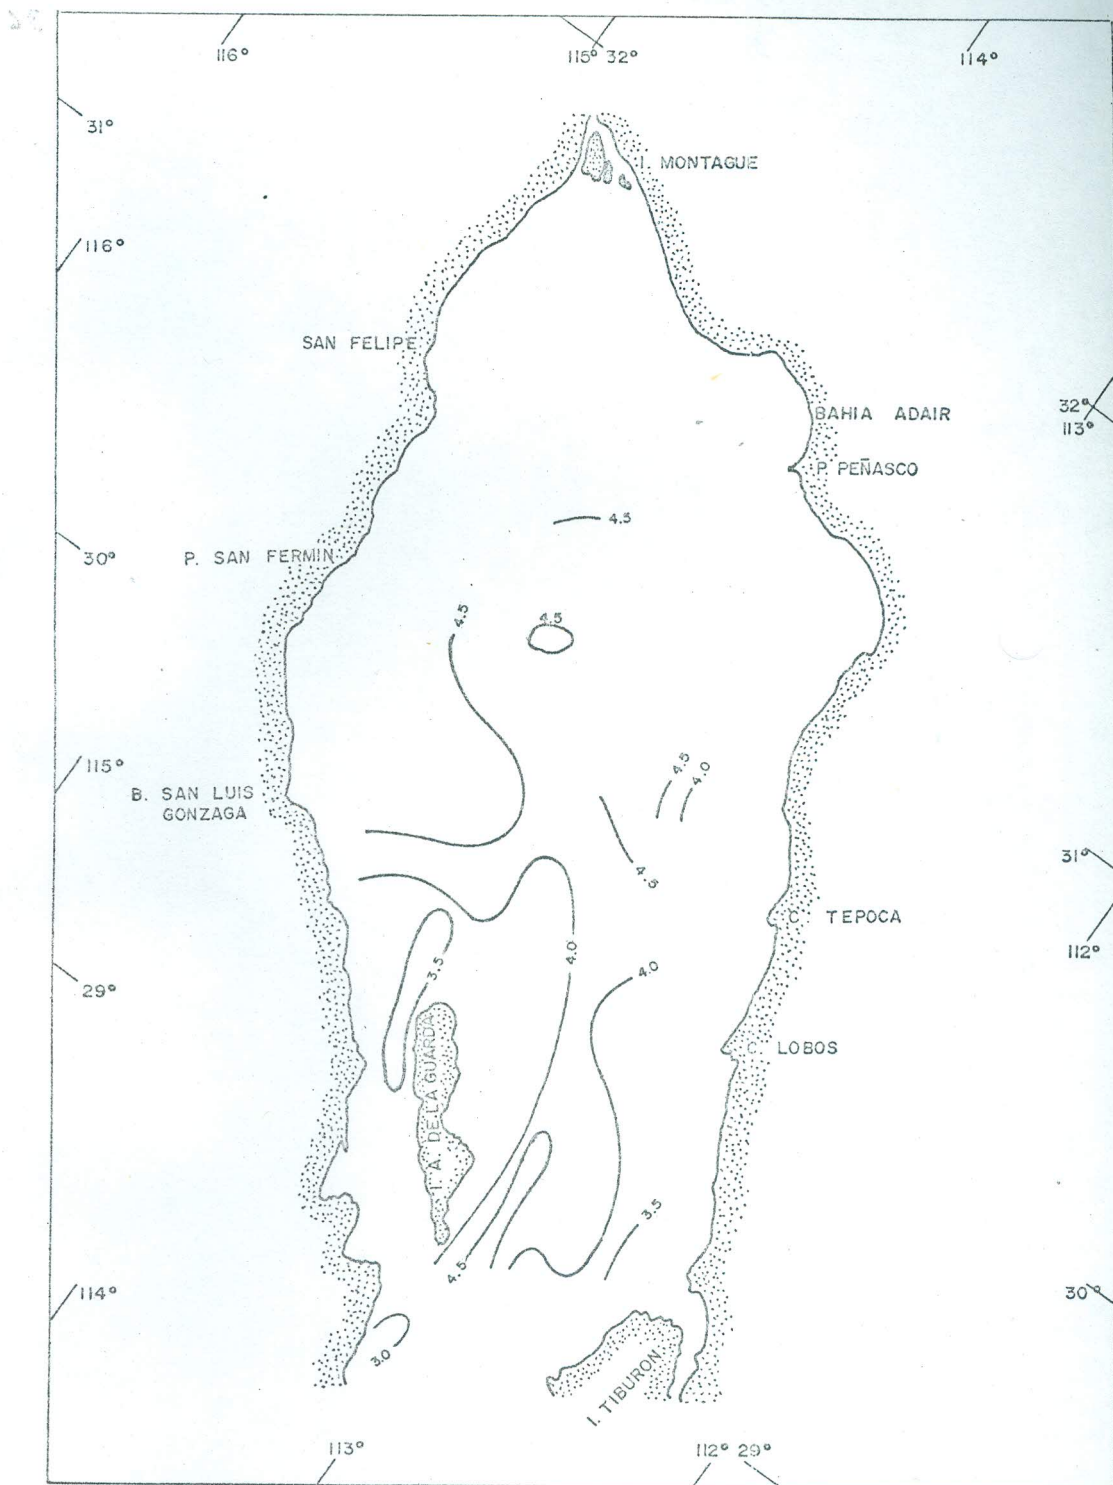 116°
115° 32°
114°
31°
I. MONTAGUE
116°
SAN FELIPE
32°
113°
BAHIA ADAIR
P. PEÑASCO
4.5
30°
P. SAN FERMIN
4.5
4.5
115°
4.5
4.0
B. SAN LUIS
GONZAGA
31°
4.5
C. TEPOCA
112°
4.0
3.5
4.0
29°
C. LOBOS
I. A. DE LA GUARDA
3.5
4.5
114°
30°
3.0
I. TIBURON
113°
112° 29°